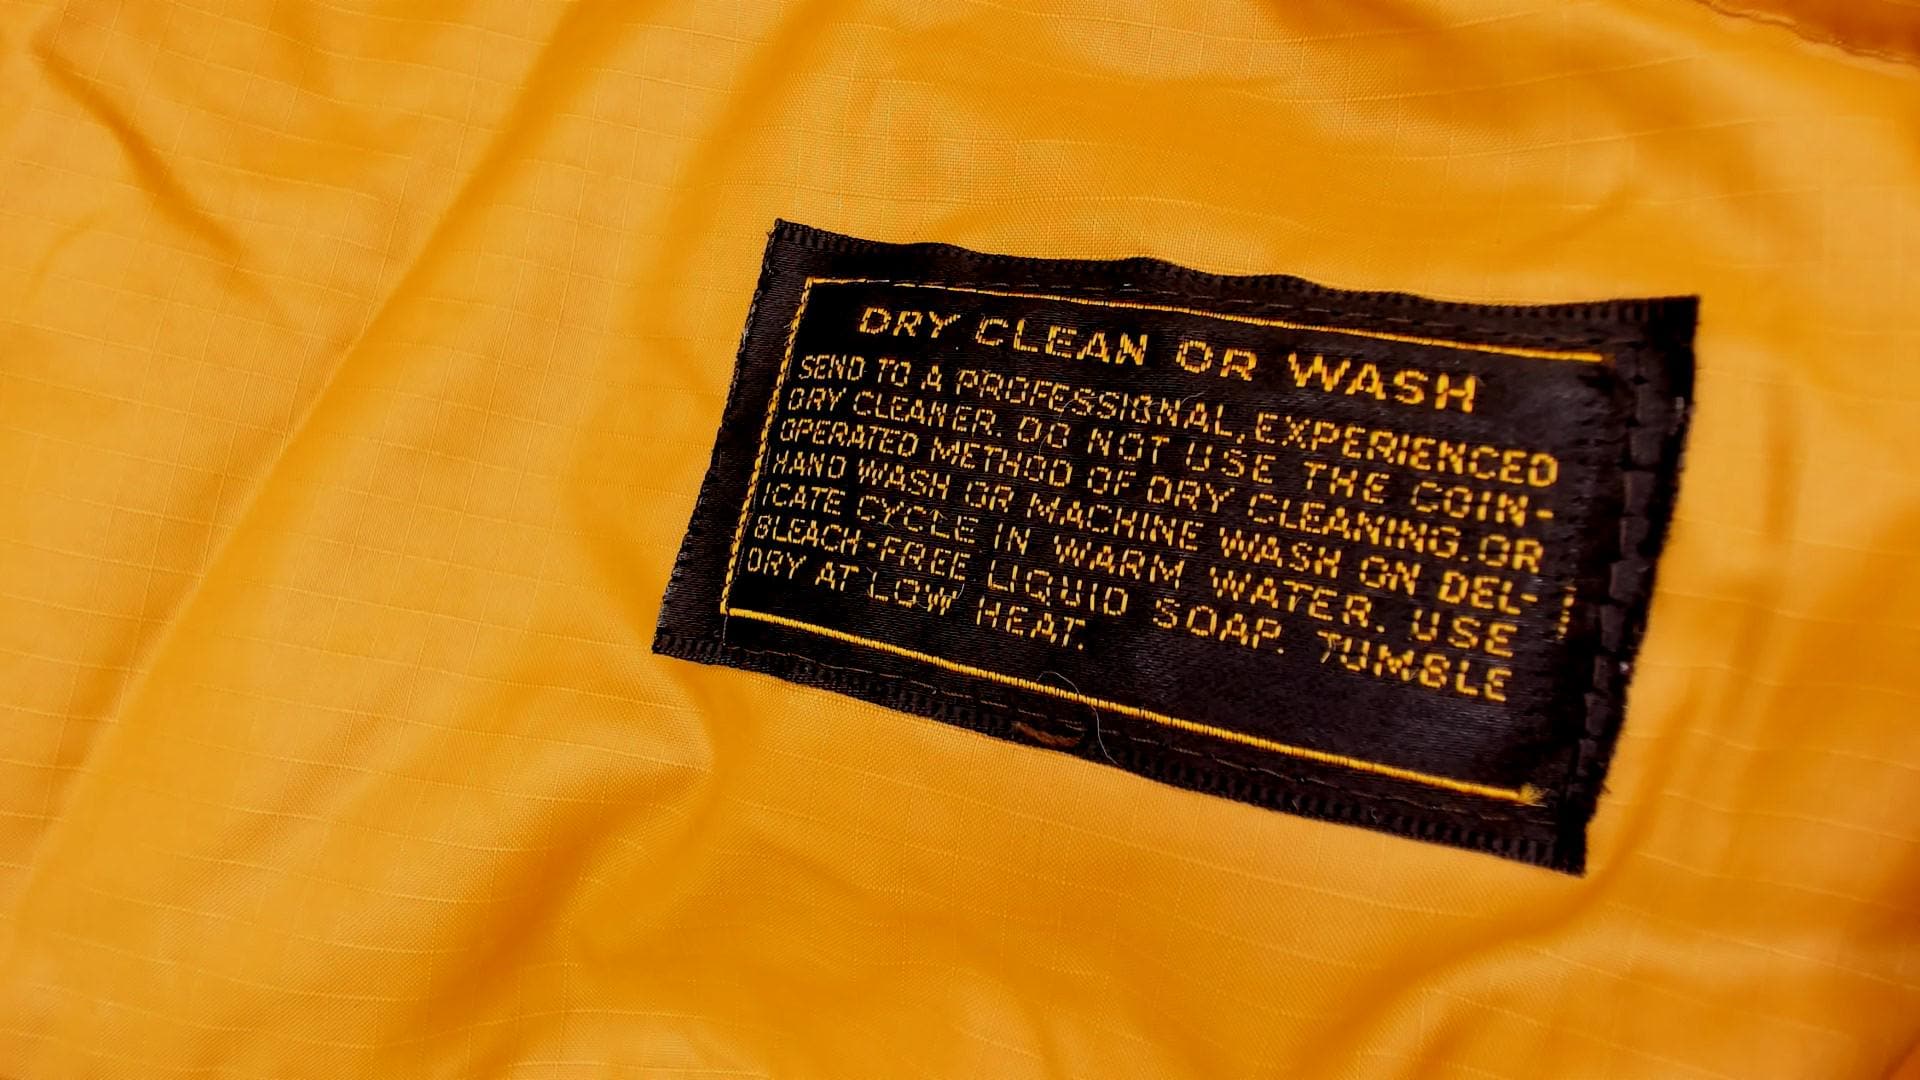 DRY CLEAN OR WASH
SEND TO A PROFESSIONAL, EXPERIENCED
DRY CLEANER. DO NOT USE THE COIN-
OPERATED METHOD OF DRY CLEANING. OR
HAND WASH OR MACHINE WASH ON DEL-
ICATE CYCLE IN WARM WATER. USE
BLEACH-FREE LIQUID SOAP. TUMBLE
DRY AT LOW HEAT.